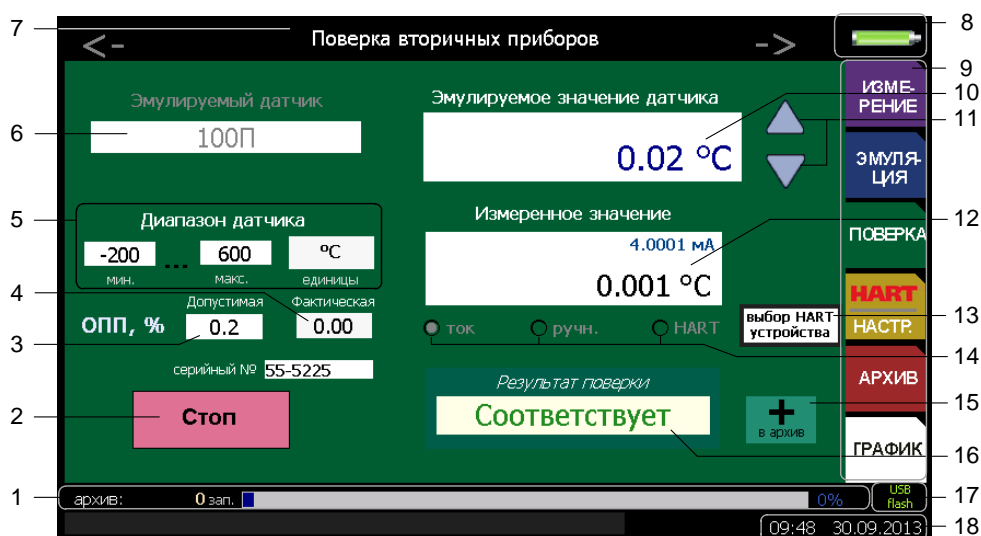 7
<-
Поверка вторичных приборов
->
8
Эмулируемый датчик
100П
6
Эмулируемое значение датчика
0.02 °C
ИЗМЕ-
РЕНИЕ
9
10
11
ЭМУЛЯ-
ЦИЯ
5
Диапазон датчика
-200
...
600
°C
мин.
макс.
единицы
Измеренное значение
4.0001 мА
0.001 °C
12
ПОВЕРКА
4
3
ОПП, %
Допустимая
0.2
Фактическая
0.00
ток
ручн.
HART
выбор HART
устройства
HART
НАСТР.
13
14
серийный № 55-5225
2
Стоп
Результат поверки
Соответствует
+
в архив
АРХИВ
15
ГРАФИК
16
1
архив:
0 зап.
0%
USB
flash
17
09:48 30.09.2013
18